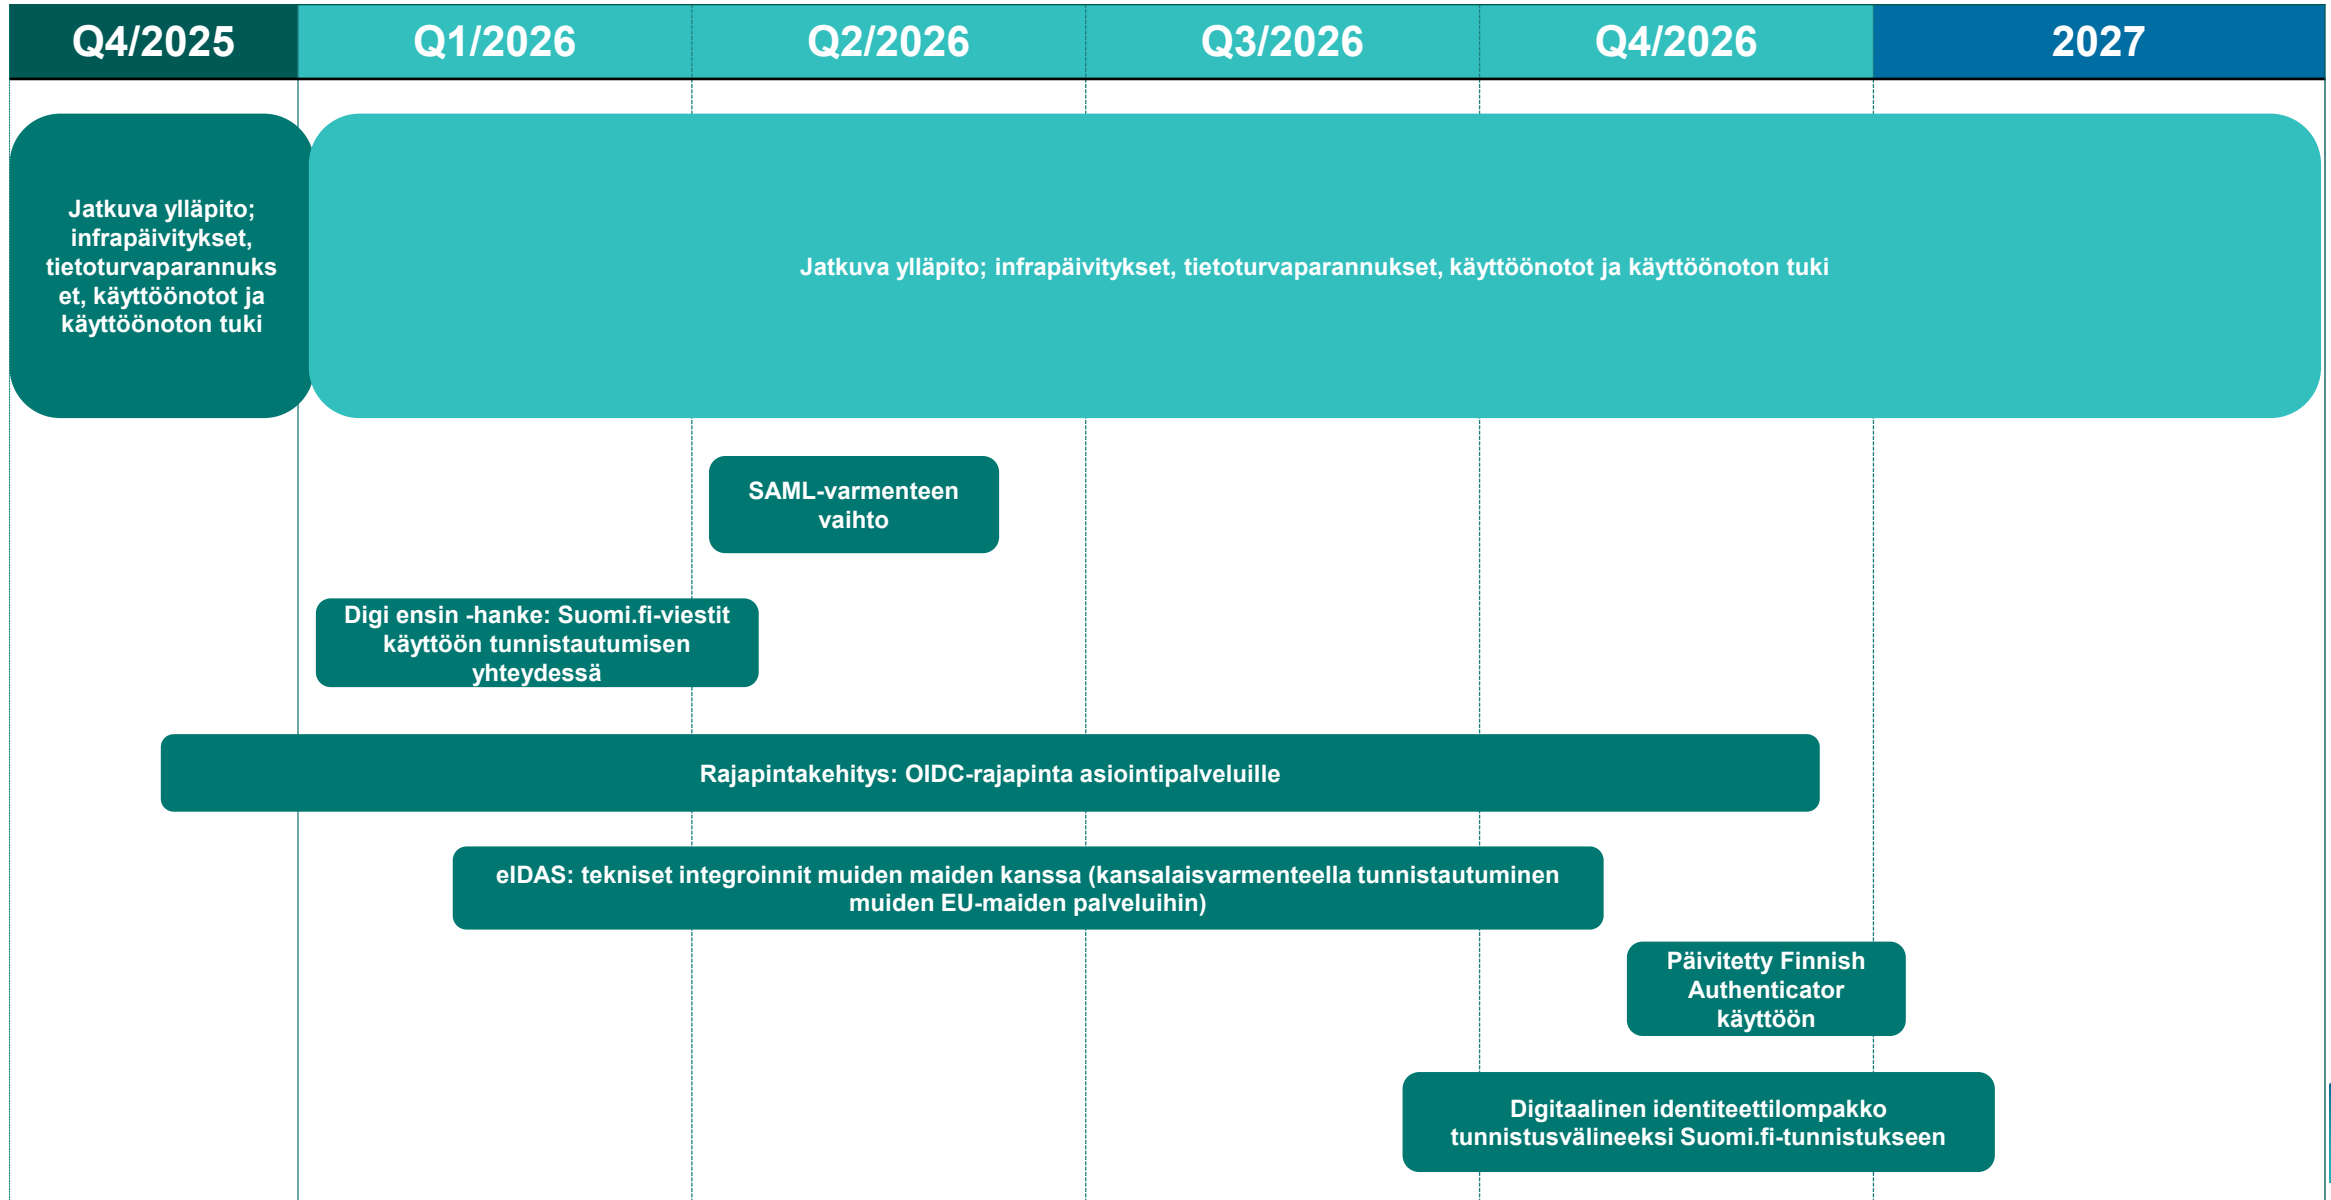 Q4/2025
Q1/2026
Q2/2026
Q3/2026
Q4/2026
2027
Jatkuva ylläpito;
infrapäivitykset,
tietoturvaparannuks
et, käyttöönotot ja
käyttöönoton tuki
Jatkuva ylläpito; infrapäivitykset, tietoturvaparannukset, käyttöönotot ja käyttöönoton tuki
SAML-varmenteen
vaihto
Digi ensin -hanke: Suomi.fi-viestit
käyttöön tunnistautumisen
yhteydessä
Rajapintakehitys: OIDC-rajapinta asiointipalveluille
eIDAS: tekniset integroinnit muiden maiden kanssa (kansalaisvarmenteella tunnistautuminen
muiden EU-maiden palveluihin)
Päivitetty Finnish
Authenticator
käyttöön
Digitaalinen identiteettilompakko
tunnistusvälineeksi Suomi.fi-tunnistukseen